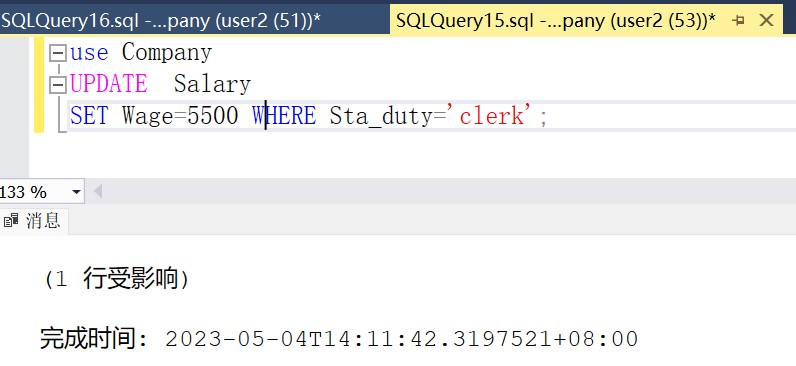 SQLQuery16.sql -...pany (user2 (51))*
SQLQuery15.sql -...pany (user2 (53))*
use Company
UPDATE  Salary
SET Wage=5500 WHERE Sta_duty='clerk';
133 %
消息
(1 行受影响)
完成时间: 2023-05-04T14:11:42.3197521+08:00